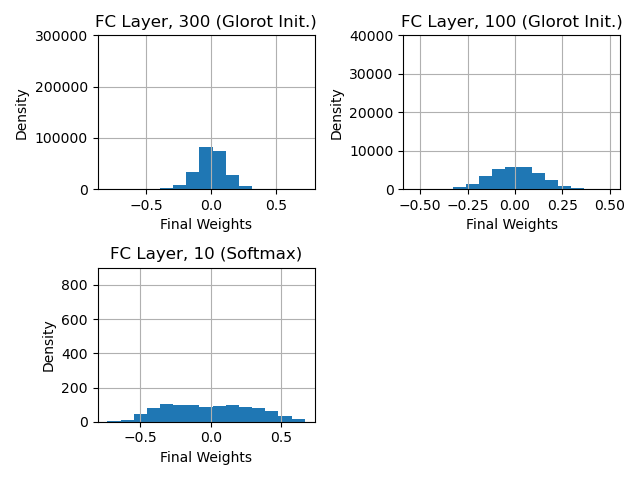 FC Layer, 300 (Glorot Init.)
300000
200000
100000
0
Density
−0.5
0.0
0.5
Final Weights
FC Layer, 100 (Glorot Init.)
40000
30000
20000
10000
0
Density
−0.50
−0.25
0.00
0.25
0.50
Final Weights
FC Layer, 10 (Softmax)
800
600
400
200
0
Density
−0.5
0.0
0.5
Final Weights